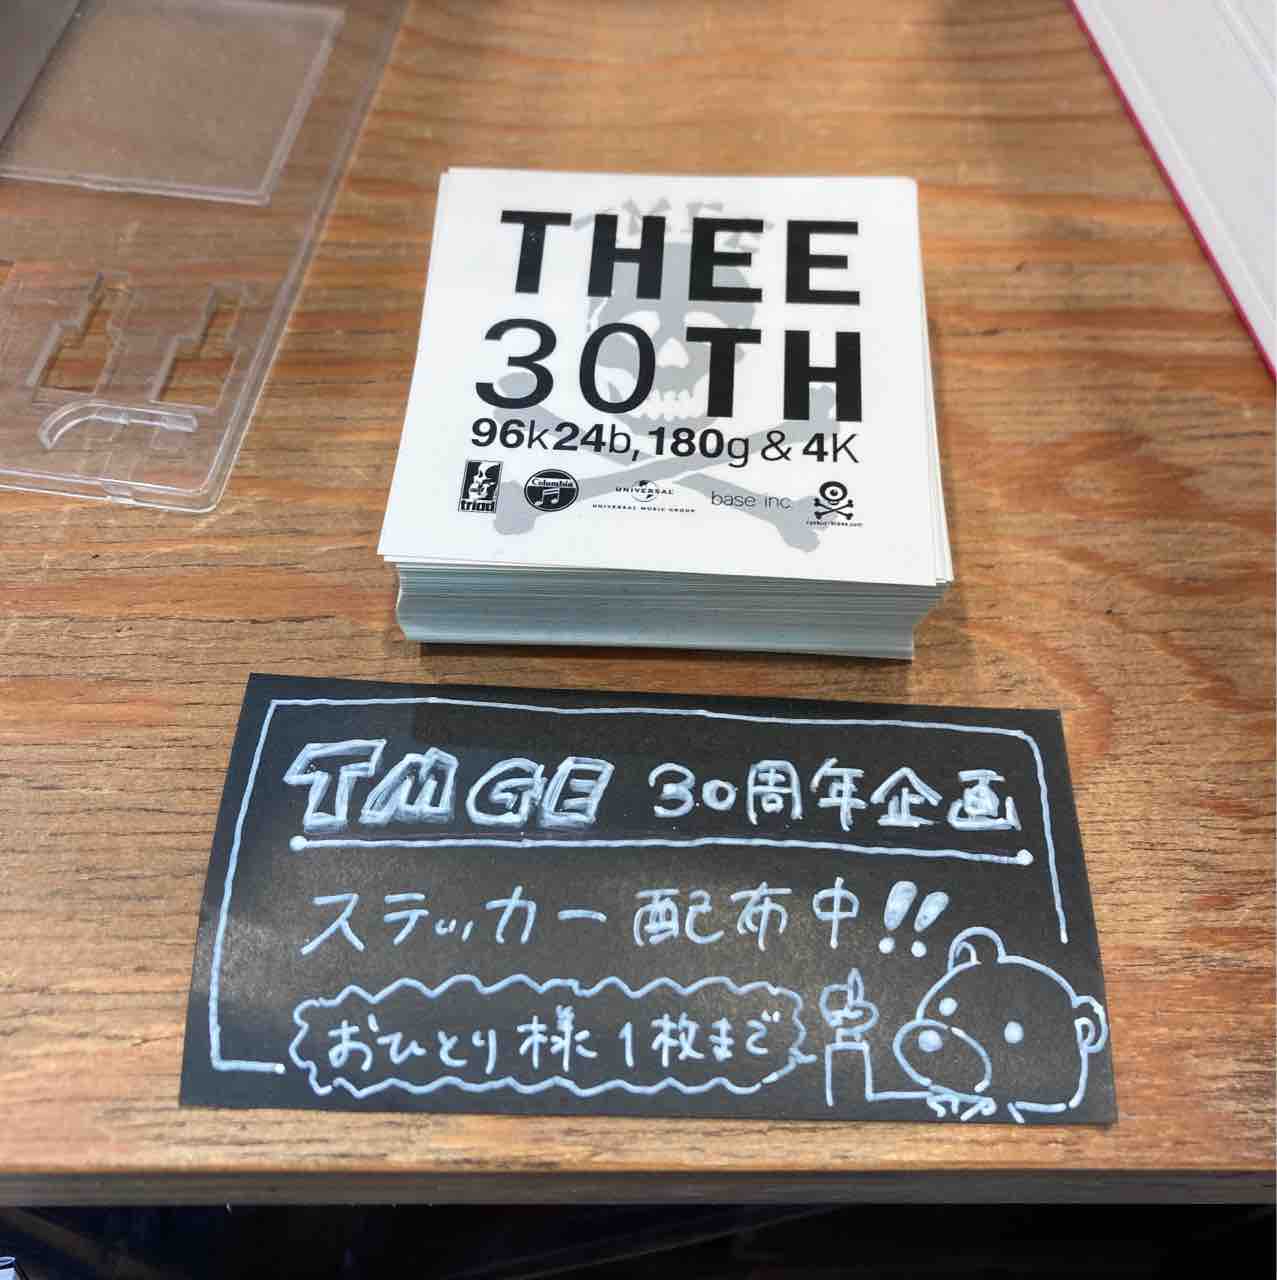 THEE
30TH
96k24b, 180g & 4K
triad
Columbia
UNIVERSAL
UNIVERSAL MUSIC GROUP
base inc.
TMGE 30周年企画
ステッカー配布中!!
おひとり様1枚まで